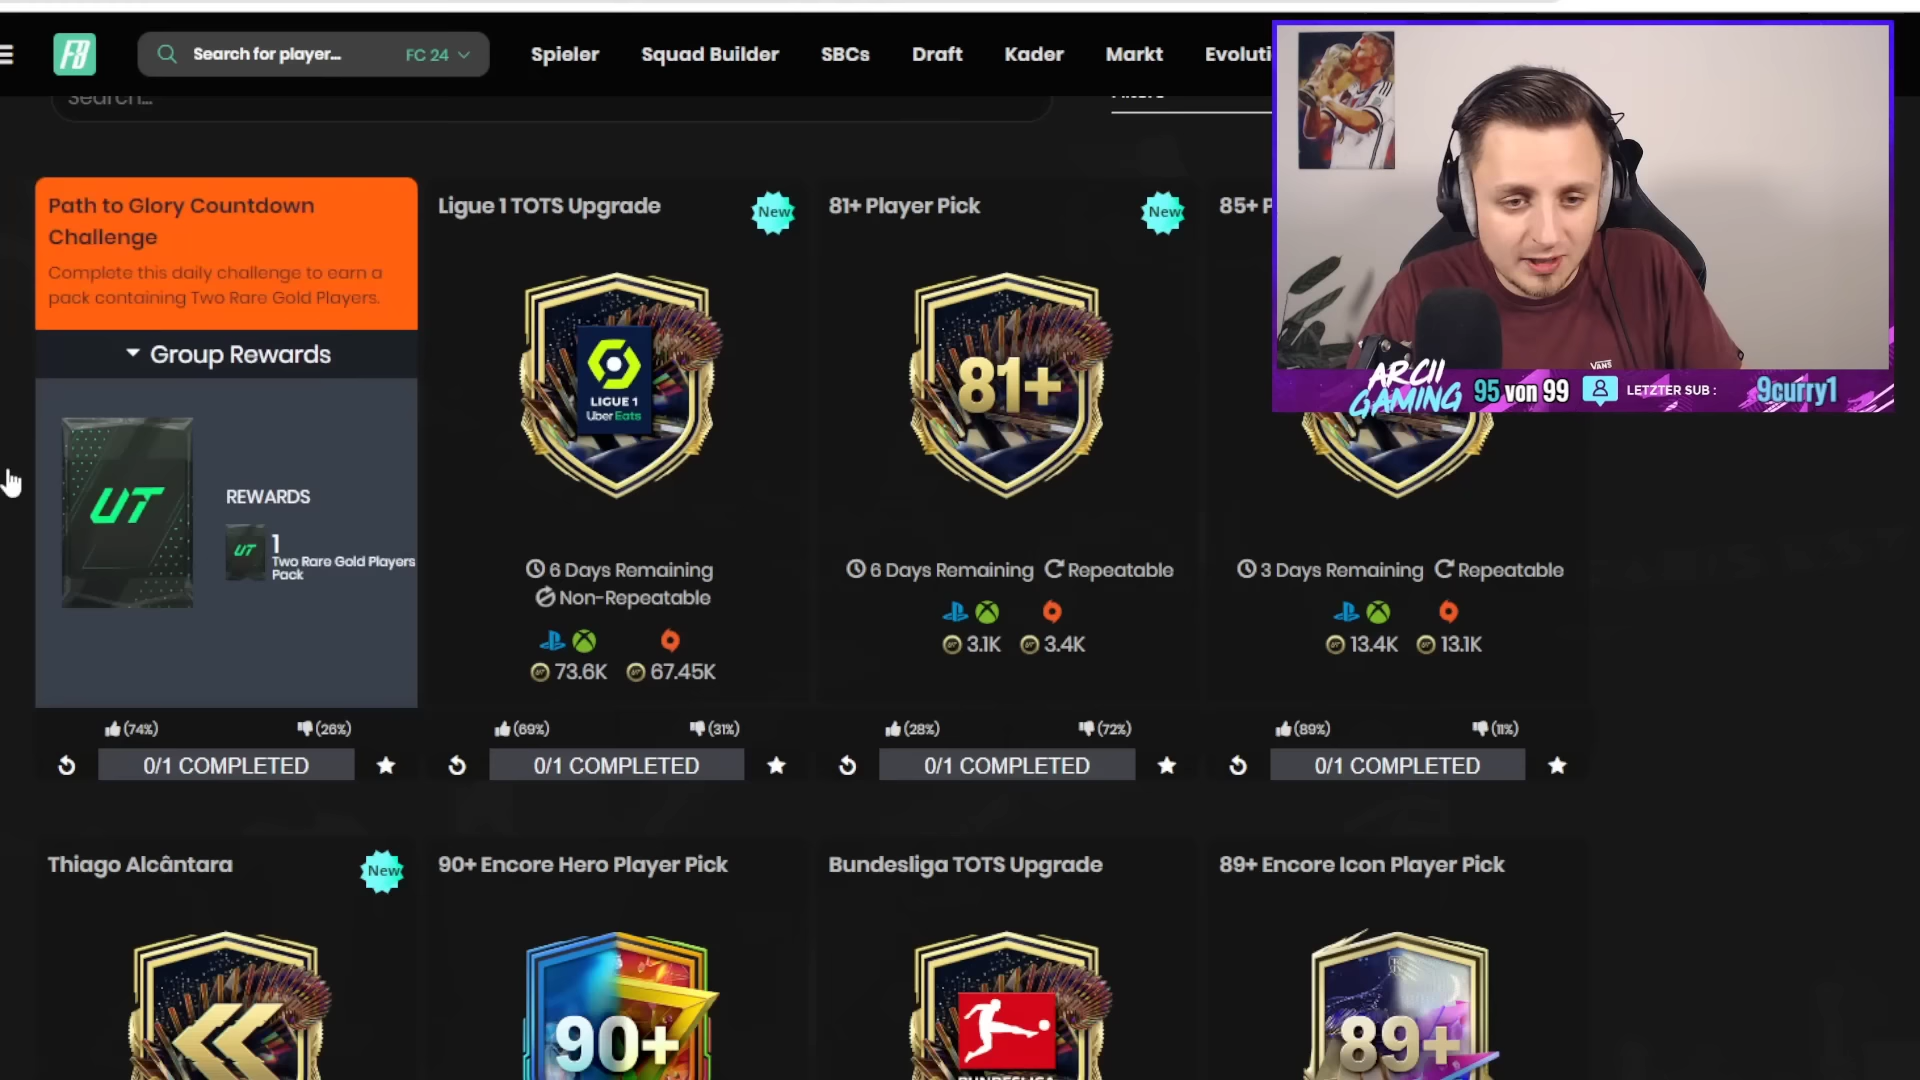 FB
Search for player...
FC 24
Spieler
Squad Builder
SBCs
Draft
Kader
Markt
Search...
Path to Glory Countdown
Challenge
Complete this daily challenge to earn a
pack containing Two Rare Gold Players.
Group Rewards
UT
REWARDS
UT
1
Two Rare Gold Players
Pack
(74%)
(26%)
0/1 COMPLETED
Ligue 1 TOTS Upgrade
New
LIGUE 1
Uber Eats
6 Days Remaining
Non-Repeatable
73.6K
67.45K
(69%)
(31%)
0/1 COMPLETED
81+ Player Pick
New
81+
6 Days Remaining
Repeatable
3.1K
3.4K
(28%)
(72%)
0/1 COMPLETED
85+ P
3 Days Remaining
Repeatable
13.4K
13.1K
(89%)
(11%)
0/1 COMPLETED
VANS
ARCII
GAMING
95 von 99
LETZTER SUB :
9curry1
Thiago Alcântara
New
90+ Encore Hero Player Pick
90+
Bundesliga TOTS Upgrade
BUNDESLIGA
89+ Encore Icon Player Pick
89+